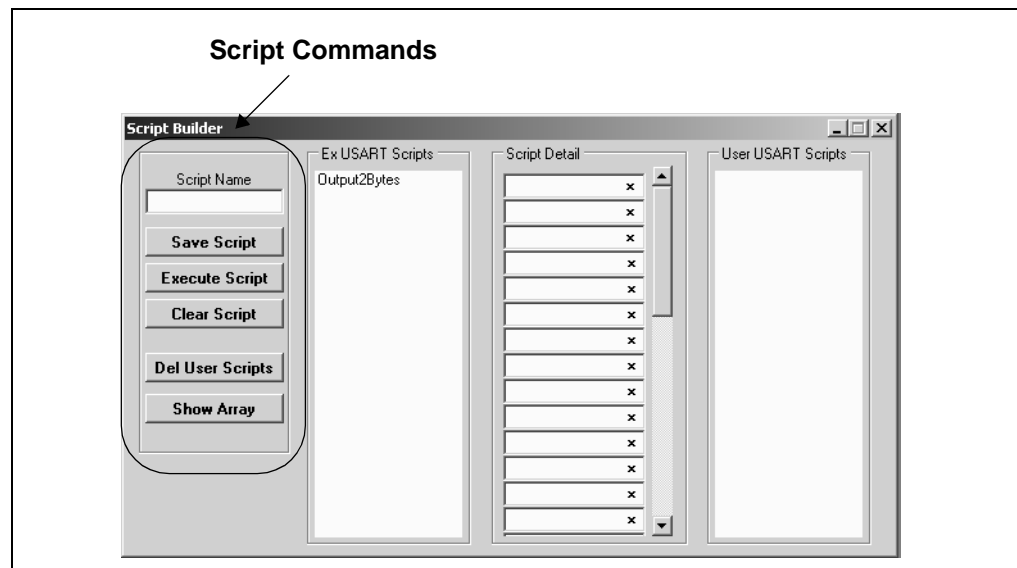 Script Commands
Script Builder
Script Name
Save Script
Execute Script
Clear Script
Del User Scripts
Show Array
Ex USART Scripts
Output2Bytes
Script Detail
x
x
x
x
x
x
x
x
x
x
x
x
x
x
User USART Scripts